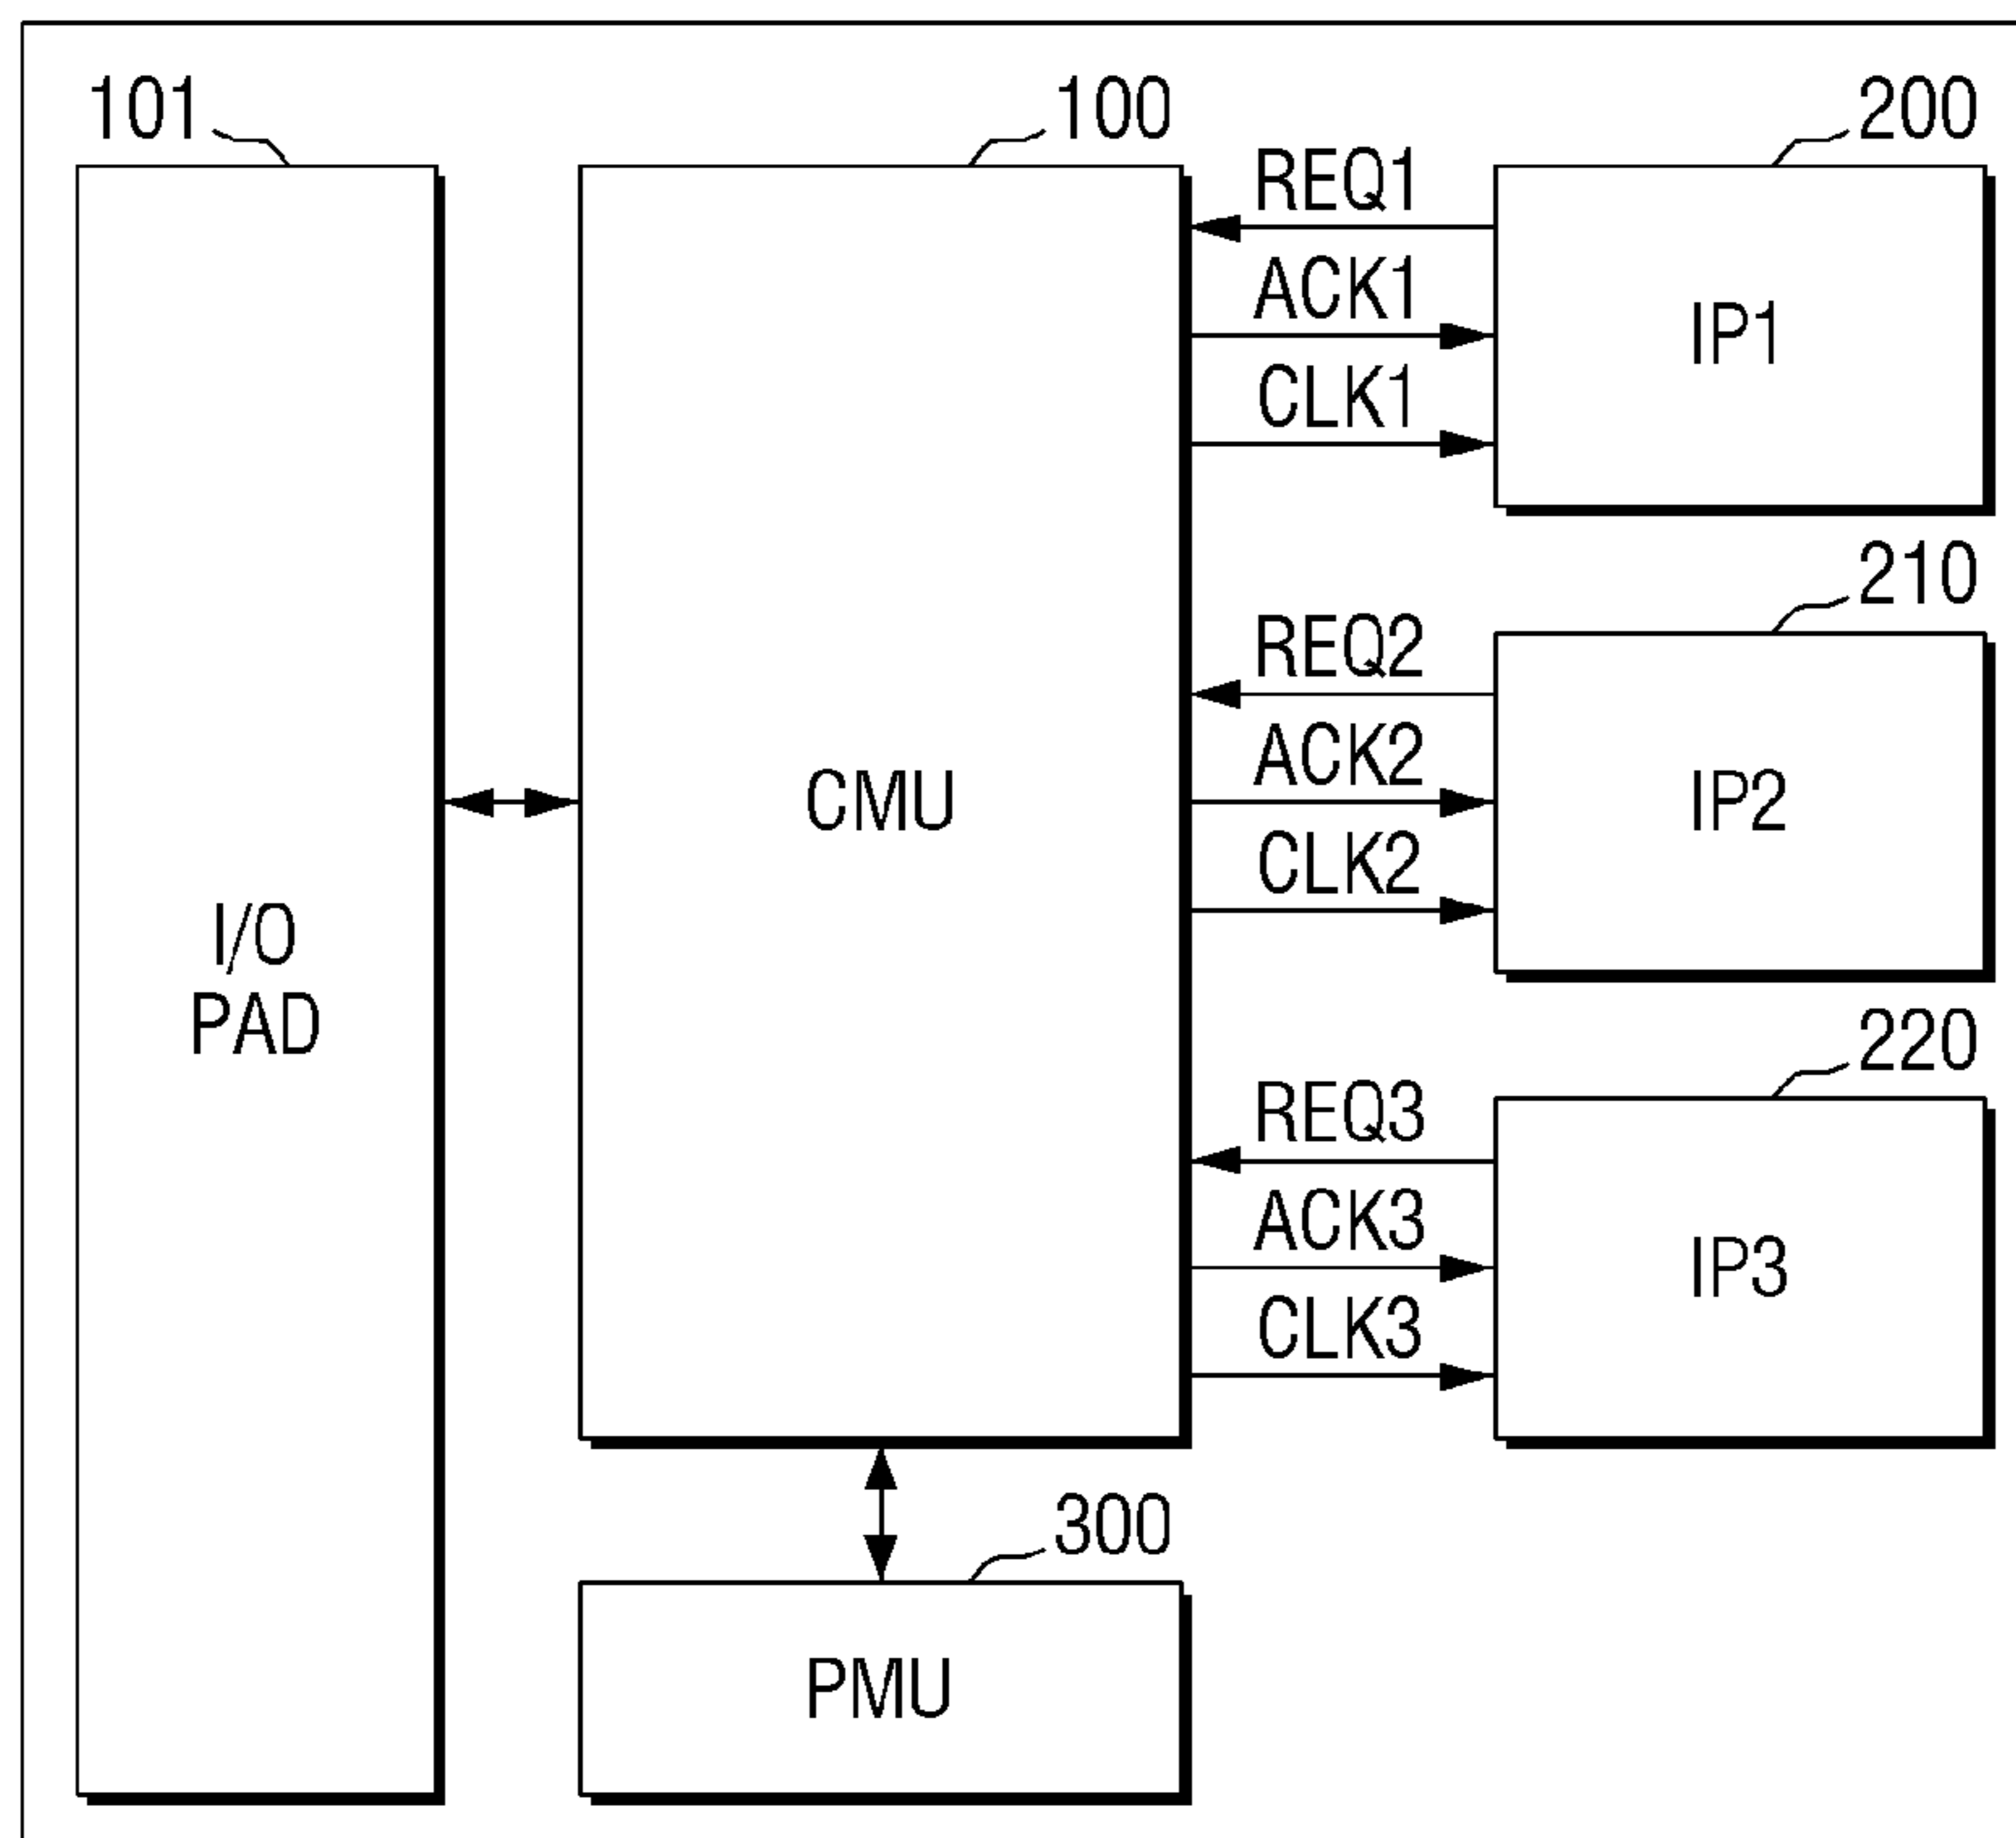 101
100
200
REQ1
ACK1
CLK1
IP1
210
REQ2
ACK2
CLK2
IP2
CMU
I/O
PAD
220
REQ3
ACK3
CLK3
IP3
300
PMU